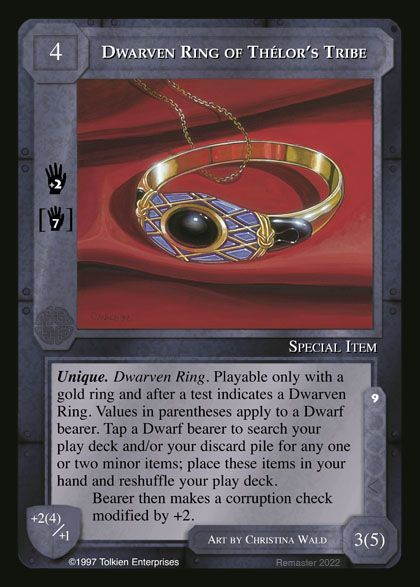 4
Dwarven Ring of Thélor's Tribe
+2
[7]
Special Item
Unique. Dwarven Ring. Playable only with a
gold ring and after a test indicates a Dwarven
Ring. Values in parentheses apply to a Dwarf
bearer. Tap a Dwarf bearer to search your
play deck and/or your discard pile for any one
or two minor items; place these items in your
hand and reshuffle your play deck.
Bearer then makes a corruption check
modified by +2.
9
+2(4)/+1
Art by Christina Wald
3(5)
©1997 Tolkien Enterprises
Remaster 2022